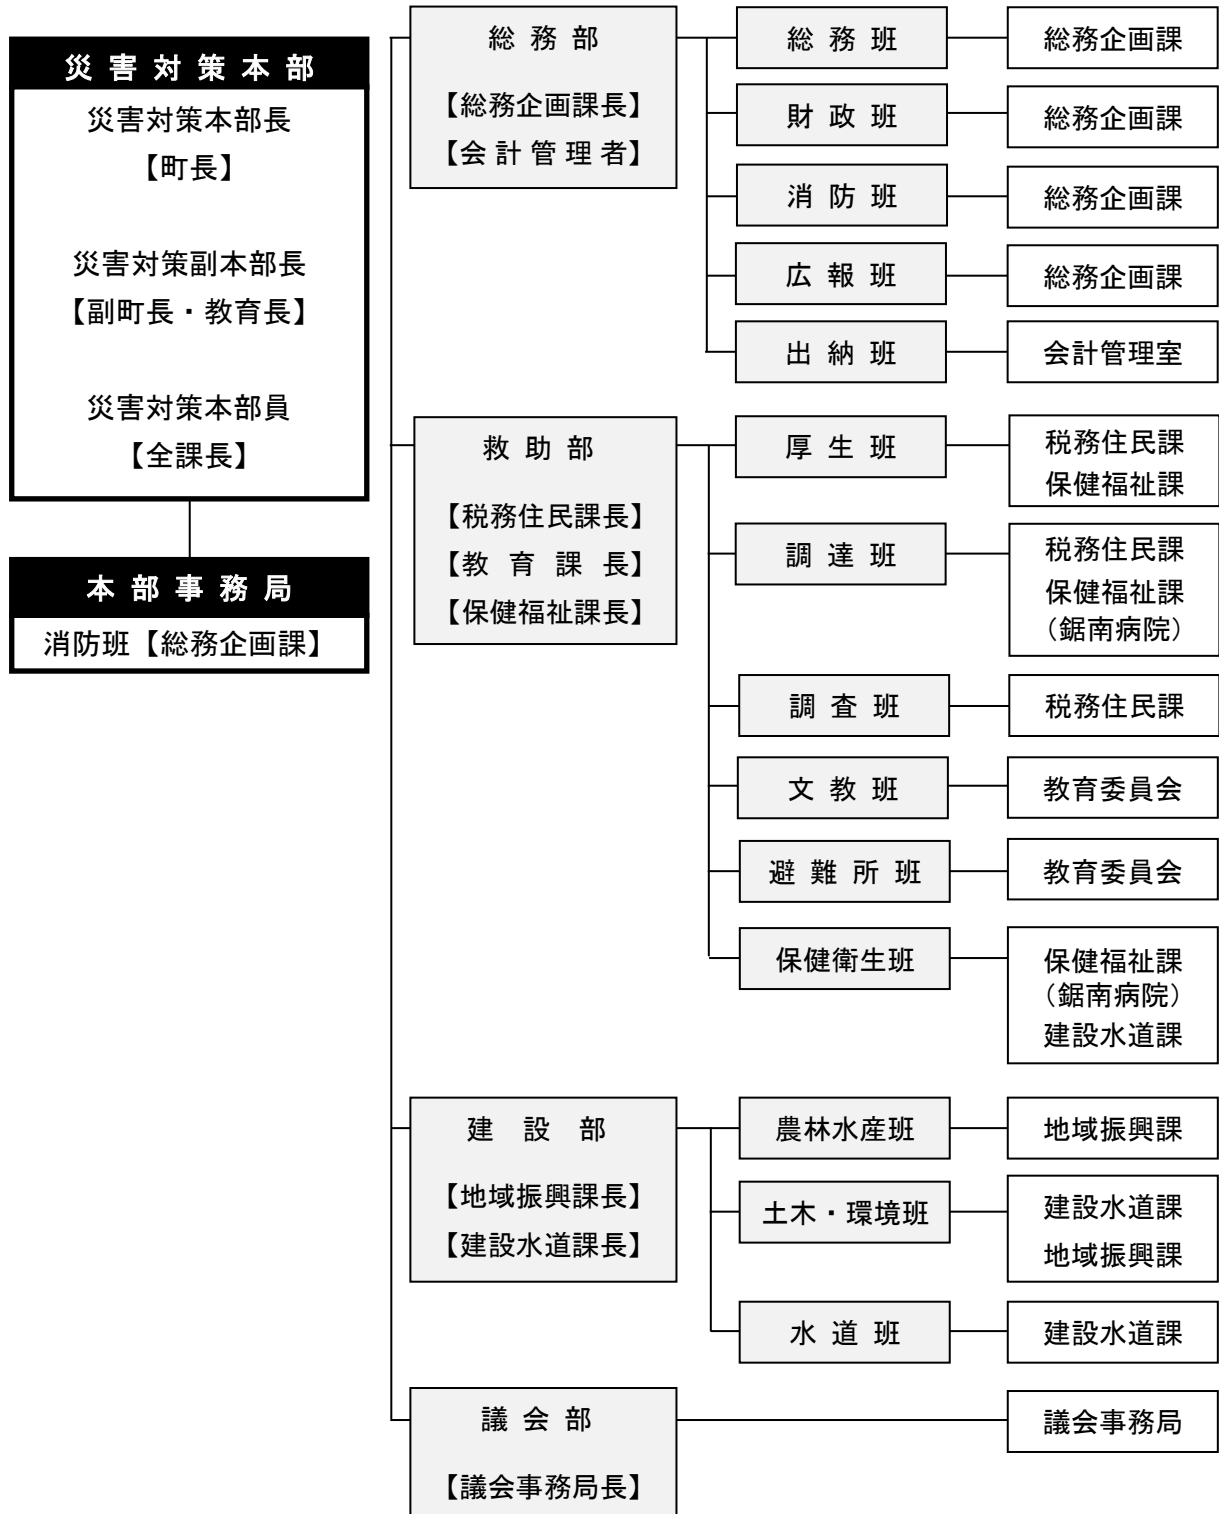 災害対策本部
災害対策本部長
【町長】
災害対策副本部長
【副町長・教育長】
災害対策本部員
【全課長】
本部事務局
消防班【総務企画課】
総務部
【総務企画課長】
【会計管理者】
総務班
総務企画課
財政班
総務企画課
消防班
総務企画課
広報班
総務企画課
出納班
会計管理室
救助部
【税務住民課長】
【教育課長】
【保健福祉課長】
厚生班
税務住民課
保健福祉課
調達班
税務住民課
保健福祉課
（鋸南病院）
調査班
税務住民課
文教班
教育委員会
避難所班
教育委員会
保健衛生班
保健福祉課
（鋸南病院）
建設水道課
建設部
【地域振興課長】
【建設水道課長】
農林水産班
地域振興課
土木・環境班
建設水道課
地域振興課
水道班
建設水道課
議会部
【議会事務局長】
議会事務局